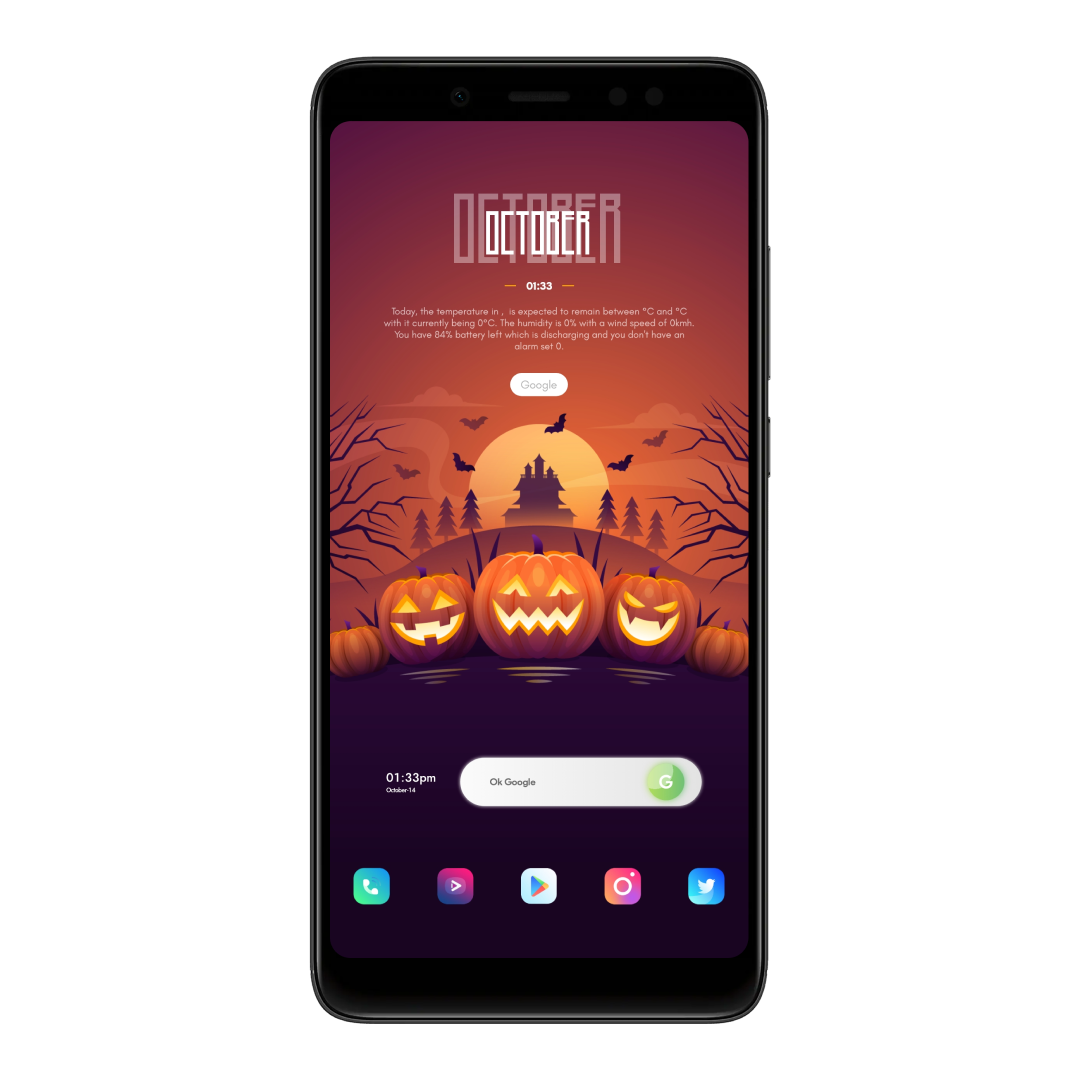 OCTOBER
OCTOBER
01:33
Today, the temperature in , is expected to remain between °C and °C
with it currently being 0°C. The humidity is 0% with a wind speed of 0kmh.
You have 84% battery left which is discharging and you don't have an
alarm set 0.
Google
01:33pm
October-14
Ok Google
G